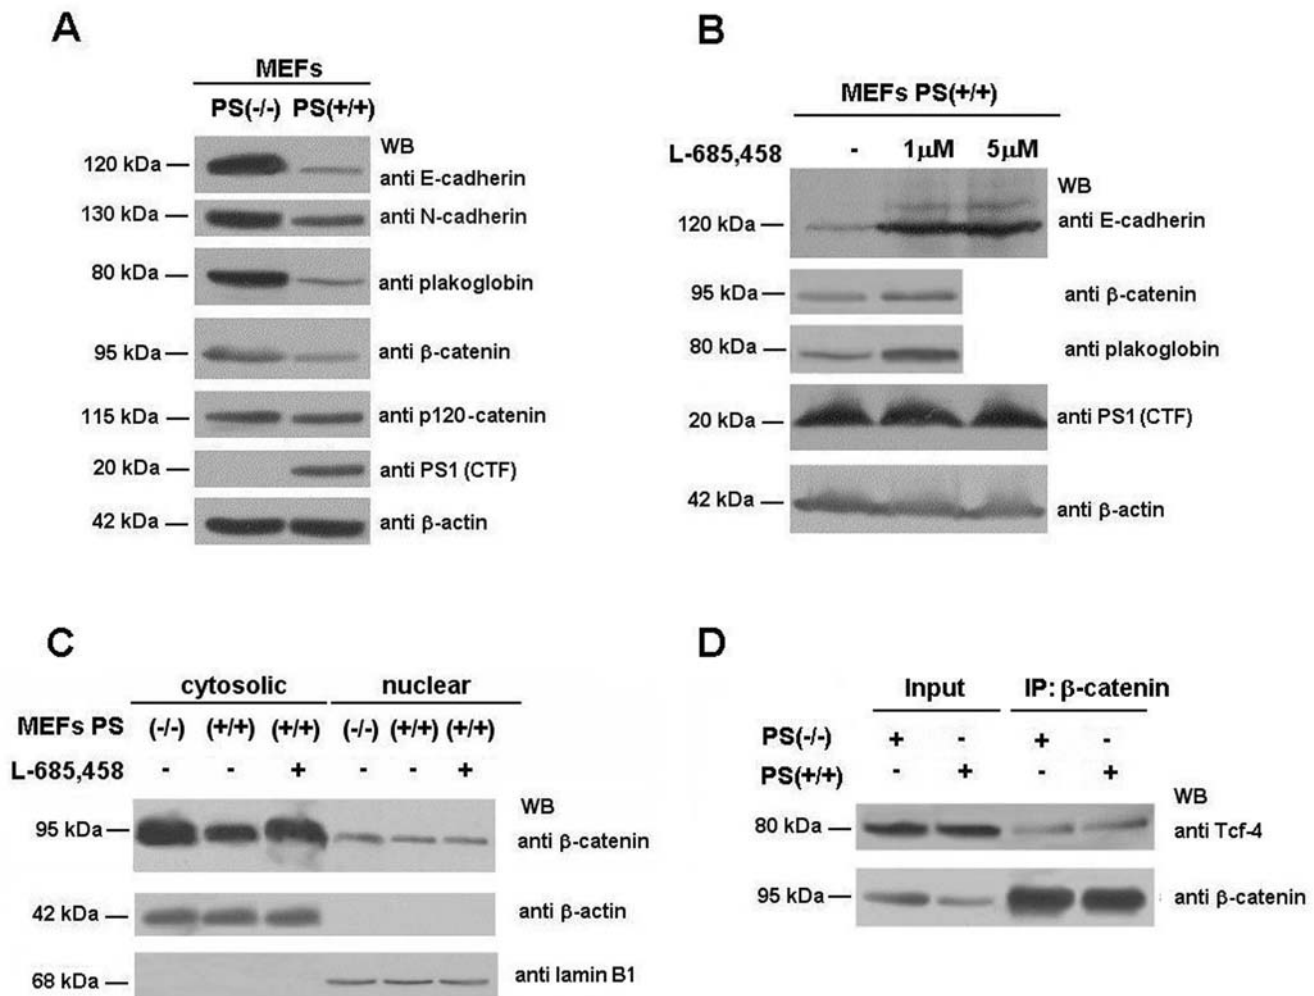 A
MEFs
PS(-/-) PS(+/+)
WB
120 kDa
anti E-cadherin
130 kDa
anti N-cadherin
80 kDa
anti plakoglobin
95 kDa
anti β-catenin
115 kDa
anti p120-catenin
20 kDa
anti PS1 (CTF)
42 kDa
anti β-actin
B
MEFs PS(+/+)
L-685,458 - 1μM 5μM
WB
120 kDa
anti E-cadherin
95 kDa
anti β-catenin
80 kDa
anti plakoglobin
20 kDa
anti PS1 (CTF)
42 kDa
anti β-actin
C
cytosolic nuclear
MEFs PS (-/-) (+/+) (+/+) (-/-) (+/+) (+/+)
L-685,458 - - + - - +
WB
95 kDa
anti β-catenin
42 kDa
anti β-actin
68 kDa
anti lamin B1
D
Input IP: β-catenin
PS(-/-) + - + -
PS(+/+) - + - +
WB
80 kDa
anti Tcf-4
95 kDa
anti β-catenin